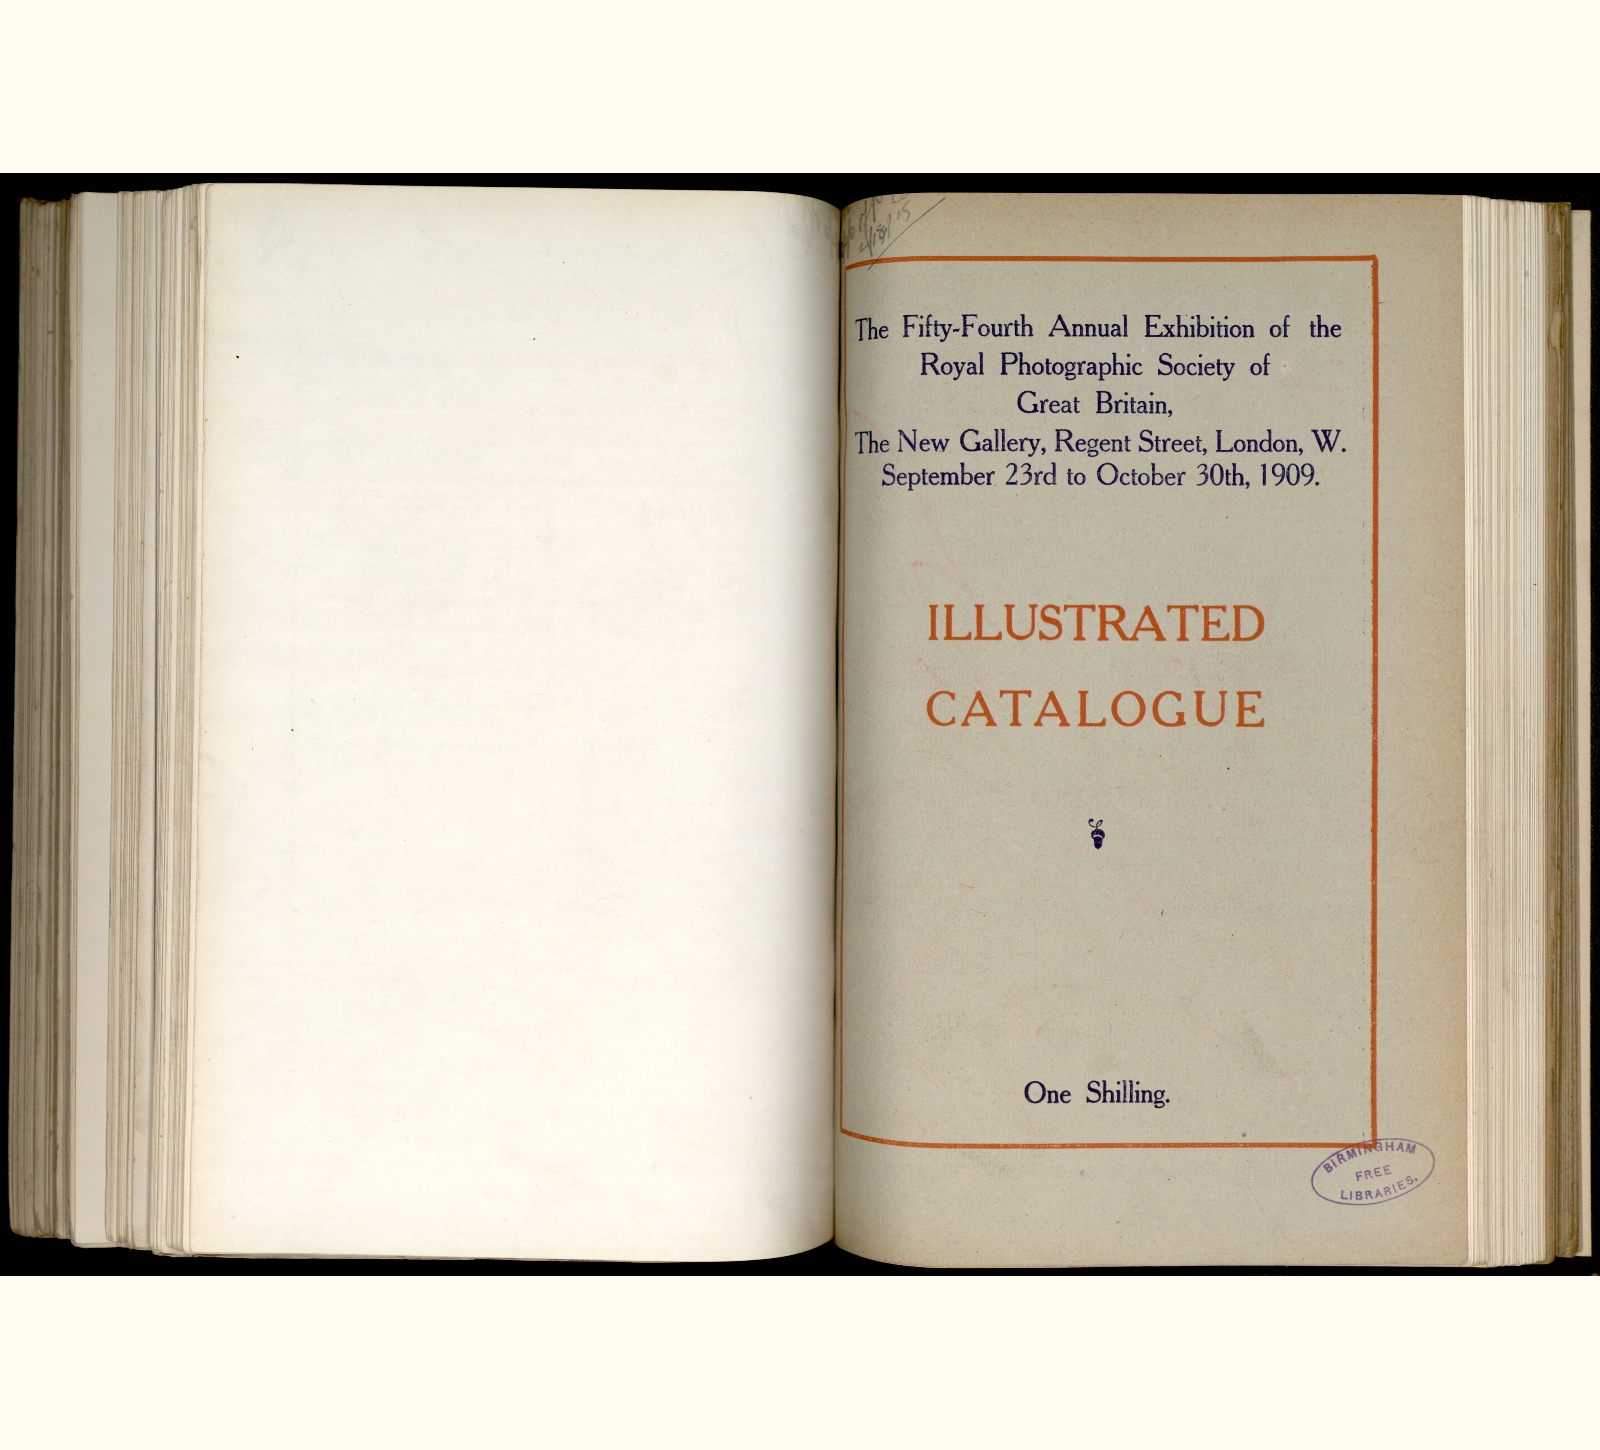 The Fifty-Fourth Annual Exhibition of the
Royal Photographic Society of
Great Britain,
The New Gallery, Regent Street, London, W.
September 23rd to October 30th, 1909.
ILLUSTRATED
CATALOGUE
One Shilling.
BIRMINGHAM
FREE
LIBRARIES.